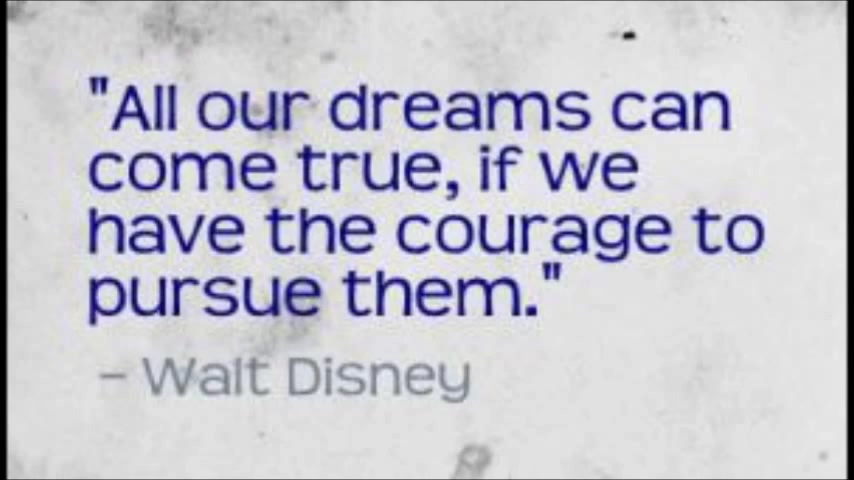 "All our dreams can
come true, if we
have the courage to
pursue them."
– Walt Disney